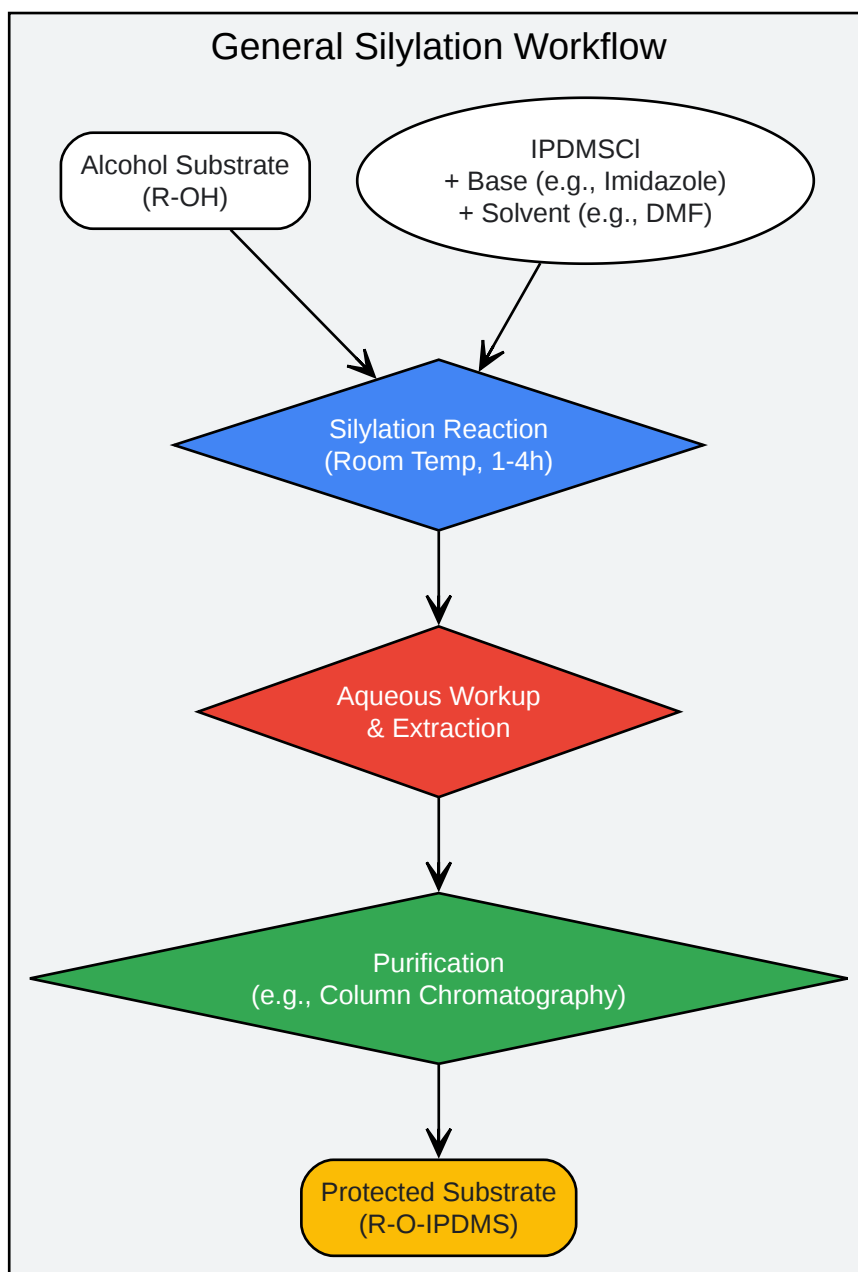 General Silylation Workflow
Alcohol Substrate
(R-OH)
IPDMSCl
+ Base (e.g., Imidazole)
+ Solvent (e.g., DMF)
Silylation Reaction
(Room Temp, 1-4h)
Aqueous Workup
& Extraction
Purification
(e.g., Column Chromatography)
Protected Substrate
(R-O-IPDMS)